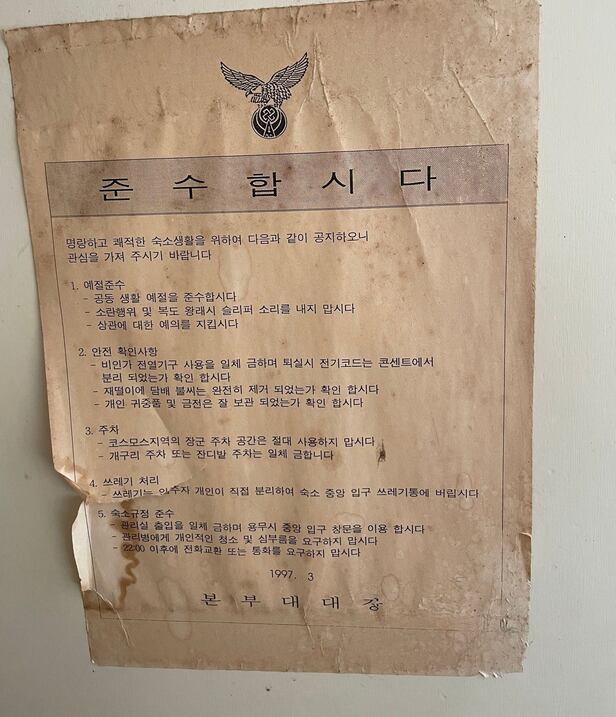 준수합시다
명랑하고 쾌적한 숙소생활을 위하여 다음과 같이 공지하오니
관심을 가져 주시기 바랍니다
1. 예절준수
- 공동 생활 예절을 준수합시다
- 소란행위 및 복도 왕래시 슬리퍼 소리를 내지 맙시다
- 상관에 대한 예의를 지킵시다
2. 안전 확인사항
- 비인가 전열기구 사용을 일체 금하며 퇴실시 전기코드는 콘센트에서
분리 되었는가 확인 합시다
- 재떨이에 담배 불씨는 완전히 제거 되었는가 확인 합시다
- 개인 귀중품 및 금전은 잘 보관 되었는가 확인 합시다
3. 주차
- 코스모스지역의 장군 주차 공간은 절대 사용하지 맙시다
- 개구리 주차 또는 잔디밭 주차는 일체 금합니다
4. 쓰레기 처리
- 쓰레기는 입주자 개인이 직접 분리하여 숙소 중앙 입구 쓰레기통에 버립시다
5. 숙소규정 준수
- 관리실 출입을 일체 금하며 용무시 중앙 입구 창문을 이용 합시다
- 관리병에게 개인적인 청소 및 심부름을 요구하지 맙시다
- 22:00 이후에 전화교환 또는 통화를 요구하지 맙시다
1997. 3
본부대대장